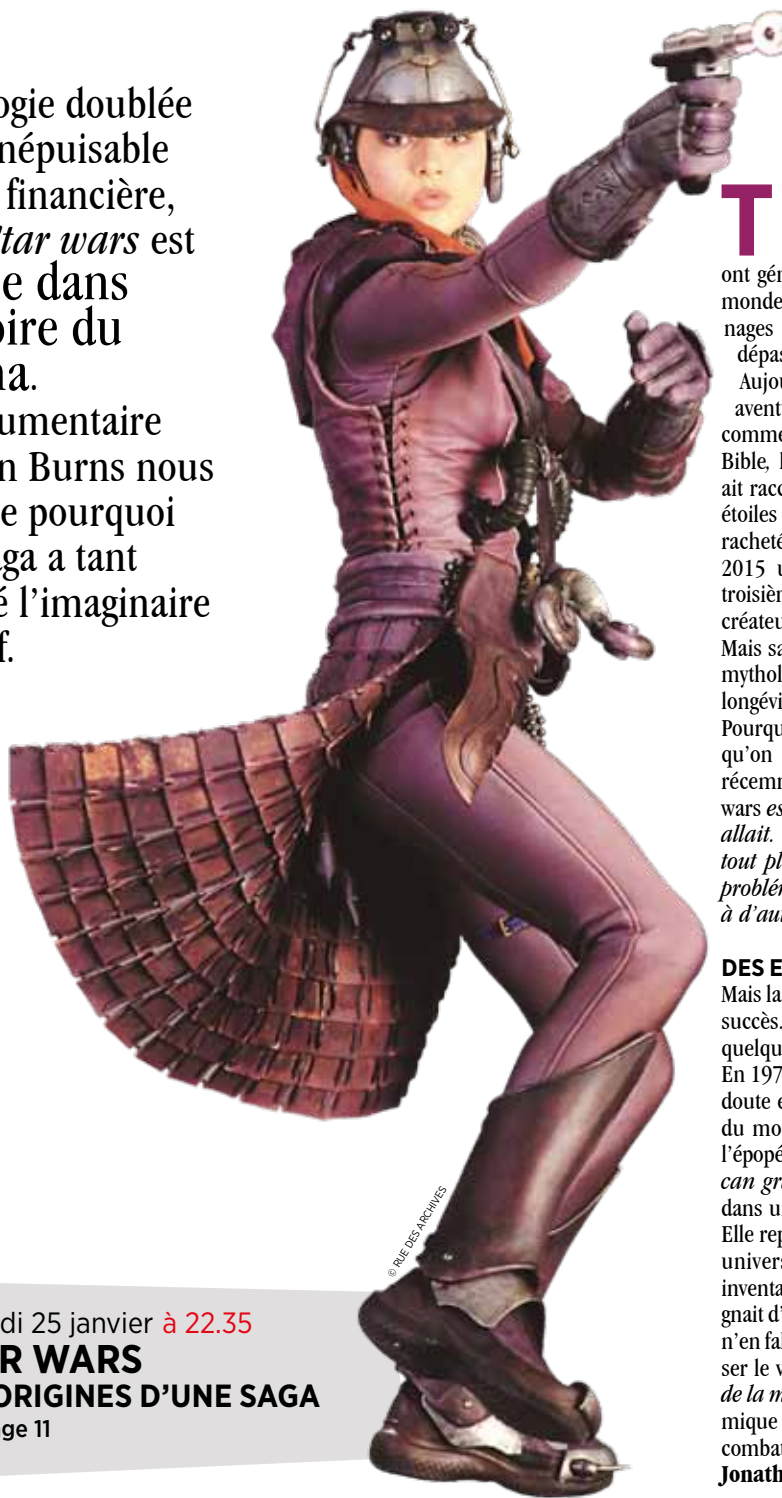 ogie doublée
népuisable
financière,
tar wars est
e dans
oire du
na.
umentaire
n Burns nous
e pourquoi
aga a tant
é l’imaginaire
f.
© RUE DES ARCHIVES
di 25 janvier à 22.35
R WARS
ORIGINES D’UNE SAGA
ge 11
T
ont gén
monde
nages
dépas
Aujou
avent
comme
Bible, l
ait racc
étoiles
racheté
2015 u
troisièm
créateu
Mais sa
mythol
longévi
Pourqu
qu’on
récemm
wars es
allait.
tout pl
problém
à d’au
DES E
Mais la
succès.
quelqu
En 197
doute e
du mo
l’épopé
can gr
dans u
Elle rep
univers
inventa
gnait d’
n’en fal
ser le v
de la m
mique
combat
Jonath